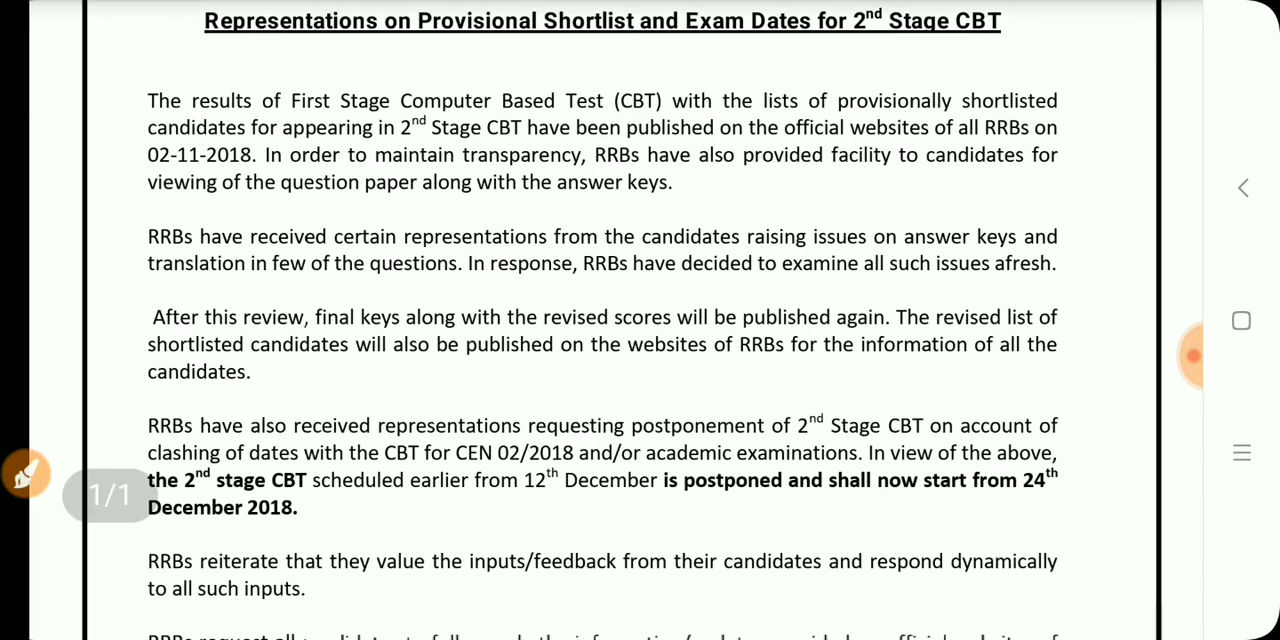 Representations on Provisional Shortlist and Exam Dates for 2nd Stage CBT
The results of First Stage Computer Based Test (CBT) with the lists of provisionally shortlisted
candidates for appearing in 2nd Stage CBT have been published on the official websites of all RRBs on
02-11-2018. In order to maintain transparency, RRBs have also provided facility to candidates for
viewing of the question paper along with the answer keys.
RRBs have received certain representations from the candidates raising issues on answer keys and
translation in few of the questions. In response, RRBs have decided to examine all such issues afresh.
After this review, final keys along with the revised scores will be published again. The revised list of
shortlisted candidates will also be published on the websites of RRBs for the information of all the
candidates.
RRBs have also received representations requesting postponement of 2nd Stage CBT on account of
clashing of dates with the CBT for CEN 02/2018 and/or academic examinations. In view of the above,
the 2nd stage CBT scheduled earlier from 12th December is postponed and shall now start from 24th
1/1
December 2018.
RRBs reiterate that they value the inputs/feedback from their candidates and respond dynamically
to all such inputs.